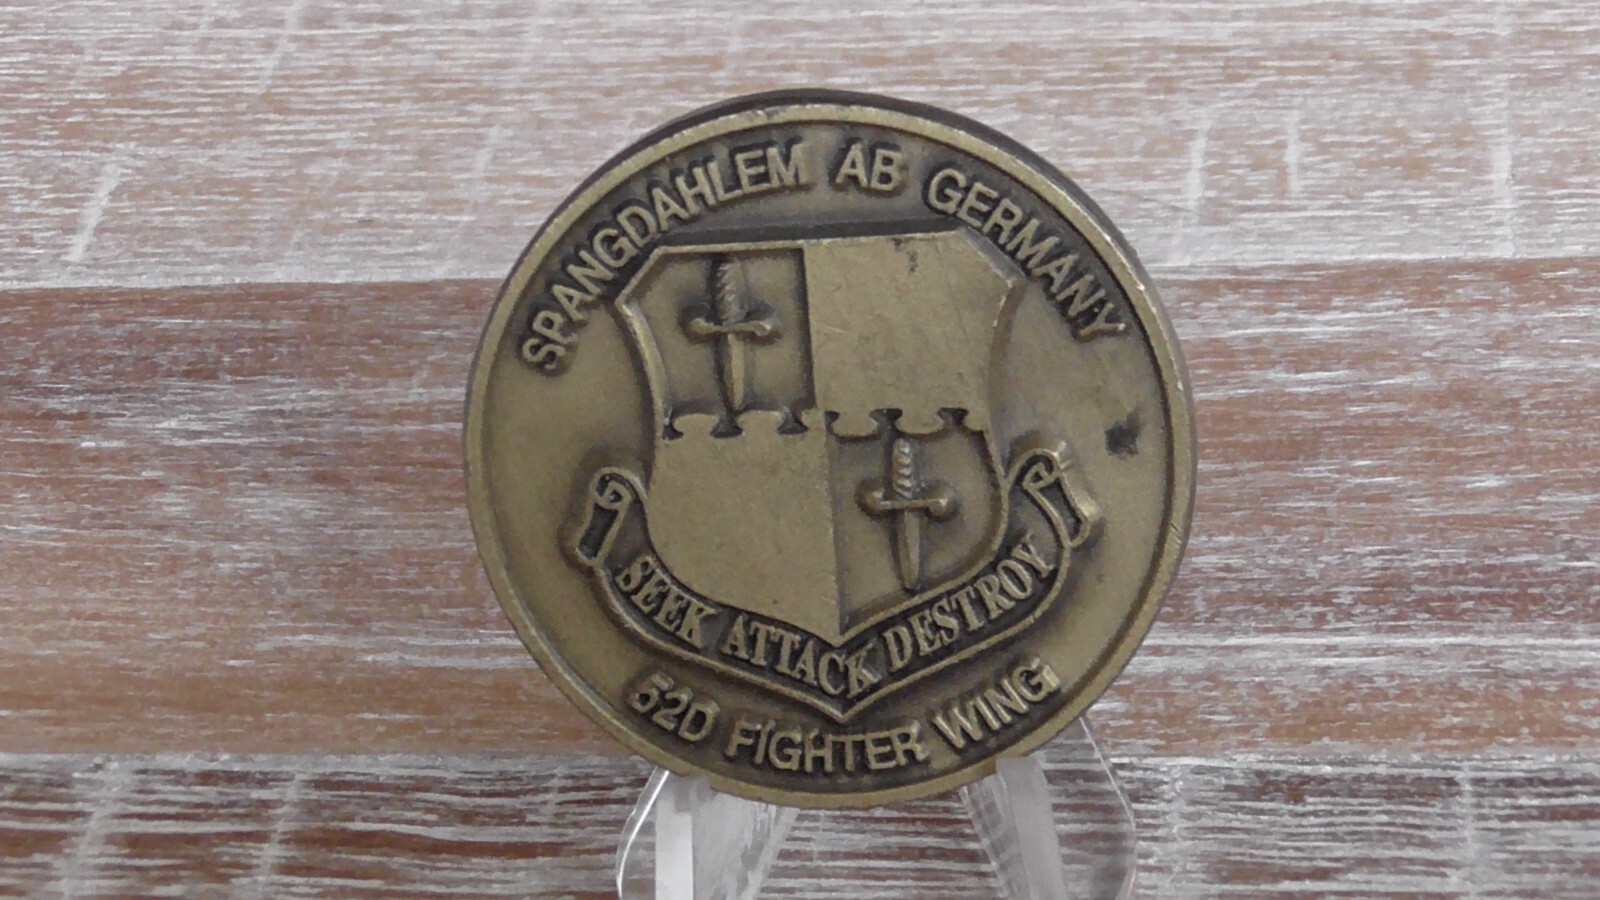 SPANGDAHLEM AB GERMANY
SEEK ATTACK DESTROY
52D FIGHTER WING